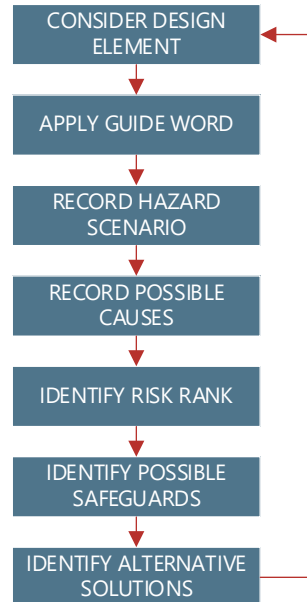 CONSIDER DESIGN
ELEMENT
APPLY GUIDE WORD
RECORD HAZARD
SCENARIO
RECORD POSSIBLE
CAUSES
IDENTIFY RISK RANK
IDENTIFY POSSIBLE
SAFEGUARDS
IDENTIFY ALTERNATIVE
SOLUTIONS